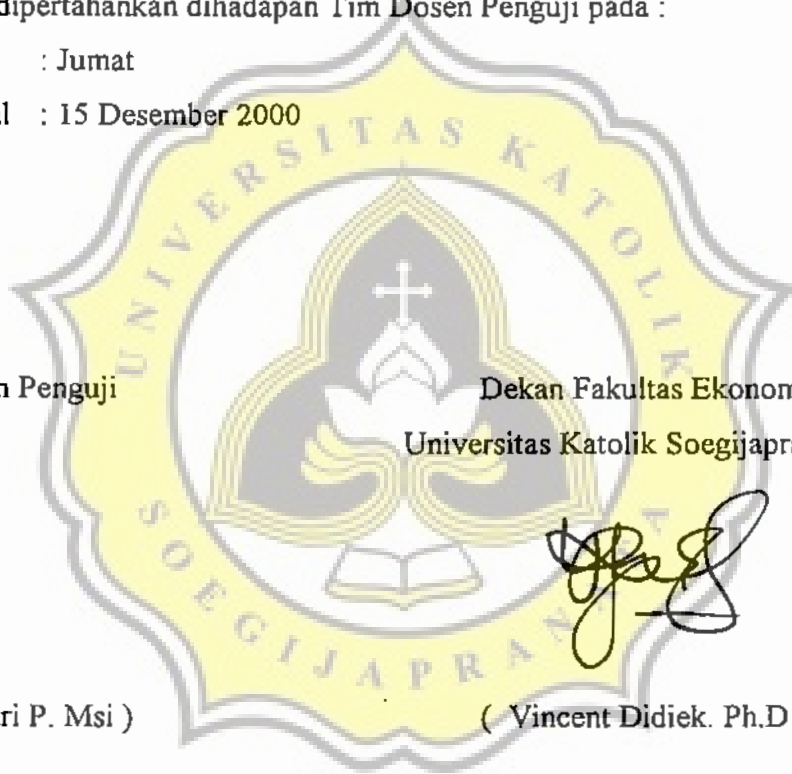 dipertahankan dihadapan Tim Dosen Penguji pada :
: Jumat
l : 15 Desember 2000
UNIVERSITAS KATOLIK
n Penguji Dekan Fakultas Ekonom
Universitas Katolik Soegijapra
SOEGIJAPRANATA
ri P. Msi ) ( Vincent Didiek. Ph.D